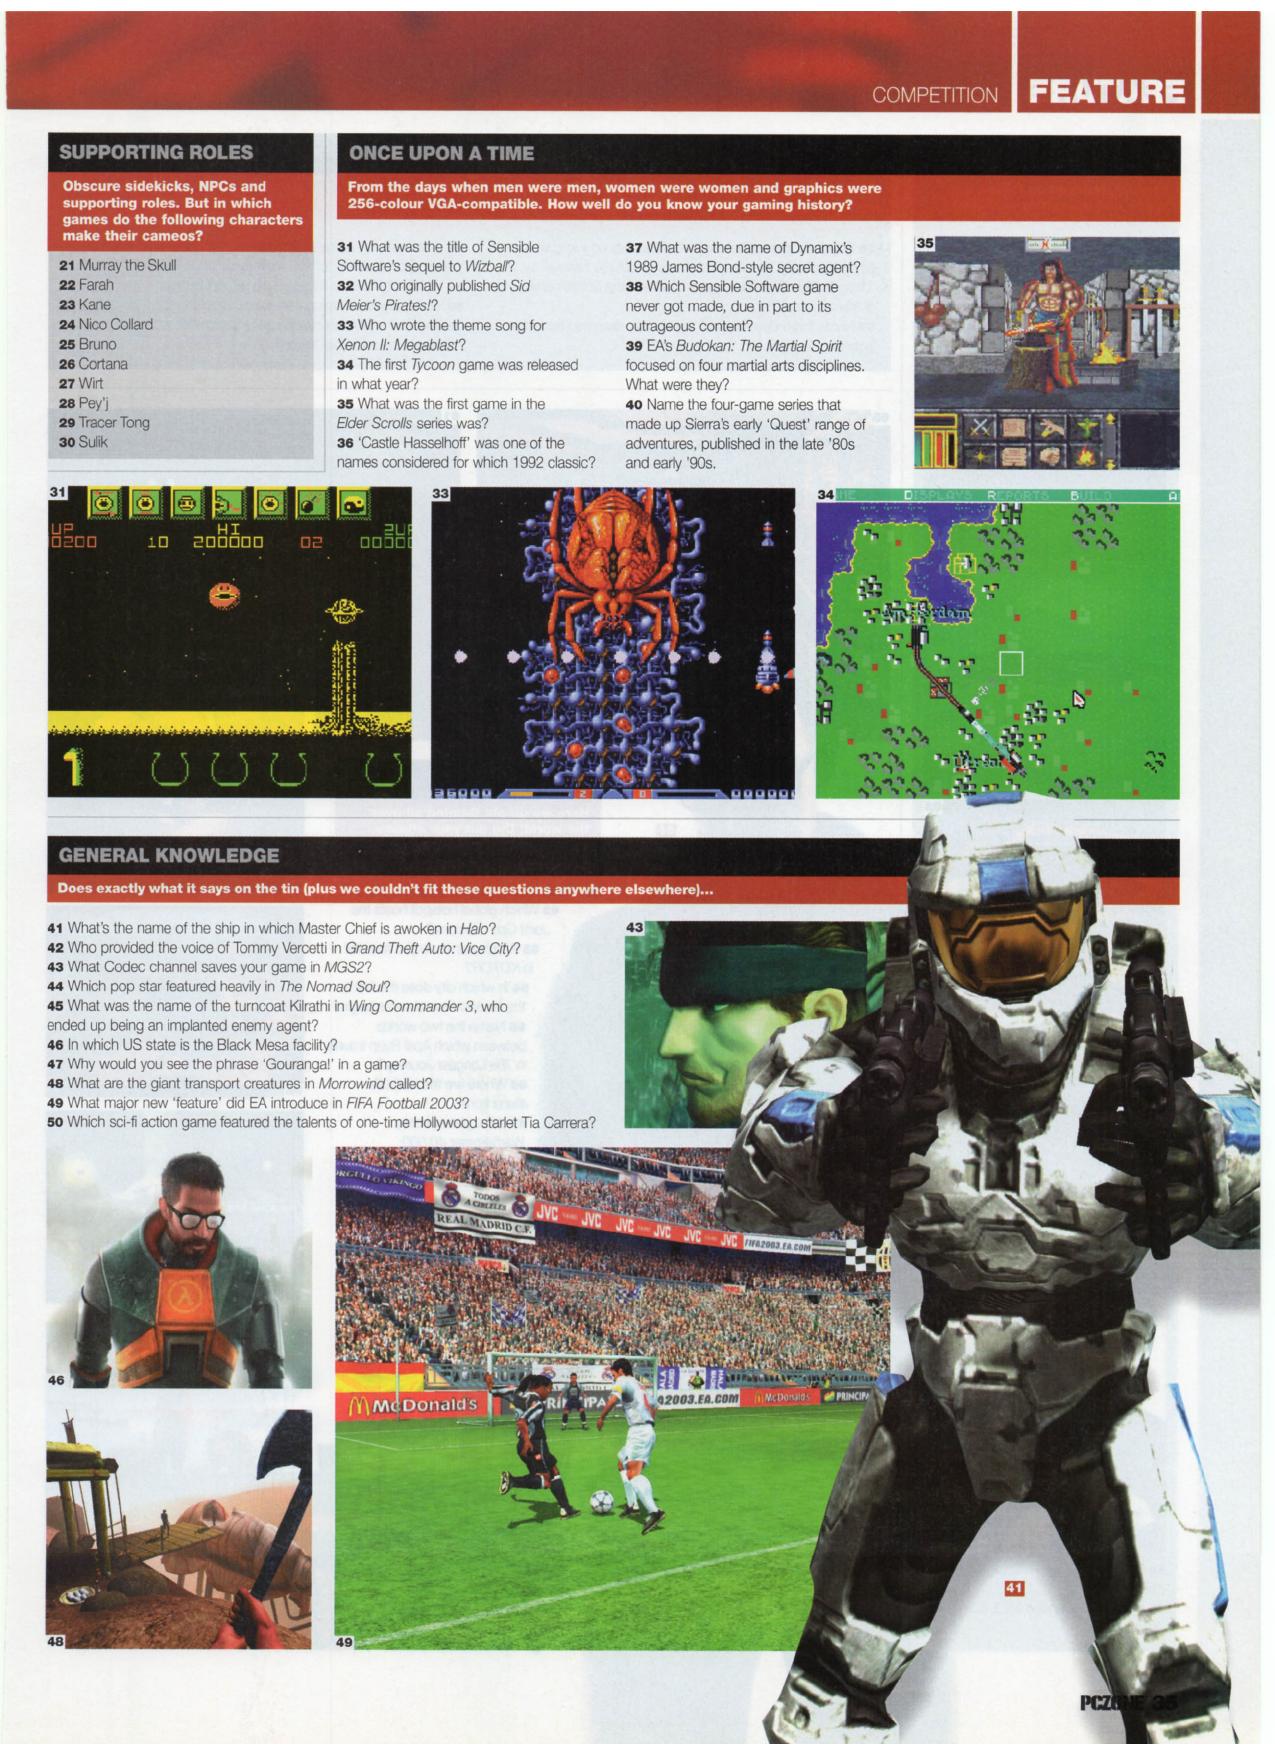 COMPETITION
FEATURE
SUPPORTING ROLES
Obscure sidekicks, NPCs and
supporting roles. But in which
games do the following characters
make their cameos?
21 Murray the Skull
22 Farah
23 Kane
24 Nico Collard
25 Bruno
26 Cortana
27 Wirt
28 Pey'j
29 Tracer Tong
30 Sulik
ONCE UPON A TIME
From the days when men were men, women were women and graphics were
256-colour VGA-compatible. How well do you know your gaming history?
31 What was the title of Sensible
Software's sequel to Wizball?
32 Who originally published Sid
Meier's Pirates!?
33 Who wrote the theme song for
Xenon II: Megablast?
34 The first Tycoon game was released
in what year?
35 What was the first game in the
Elder Scrolls series was?
36 'Castle Hasselhoff' was one of the
names considered for which 1992 classic?
37 What was the name of Dynamix's
1989 James Bond-style secret agent?
38 Which Sensible Software game
never got made, due in part to its
outrageous content?
39 EA's Budokan: The Martial Spirit
focused on four martial arts disciplines.
What were they?
40 Name the four-game series that
made up Sierra's early 'Quest' range of
adventures, published in the late '80s
and early '90s.
35
31
UP
HI
2UP
0200
10
200000
02
33
2
0
34
DISPLAYS REPORTS BUILD A
Amsterdam
GENERAL KNOWLEDGE
Does exactly what it says on the tin (plus we couldn't fit these questions anywhere elsewhere)...
41 What's the name of the ship in which Master Chief is awoken in Halo?
42 Who provided the voice of Tommy Vercetti in Grand Theft Auto: Vice City?
43 What Codec channel saves your game in MGS2?
44 Which pop star featured heavily in The Nomad Soul?
45 What was the name of the turncoat Kilrathi in Wing Commander 3, who
ended up being an implanted enemy agent?
46 In which US state is the Black Mesa facility?
47 Why would you see the phrase 'Gouranga!' in a game?
48 What are the giant transport creatures in Morrowind called?
49 What major new 'feature' did EA introduce in FIFA Football 2003?
50 Which sci-fi action game featured the talents of one-time Hollywood starlet Tia Carrera?
43
46
48
ORGULLO VIKINGO
TODOS
A CIBELES
REAL MADRID C.F.
JVC JVC JVC JVC JVC
FIFA2003.EA.COM
McDonald's
PRINCIPA
A2003.EA.COM
McDonald's
PRINCIPA
49
41
PCZONE 35